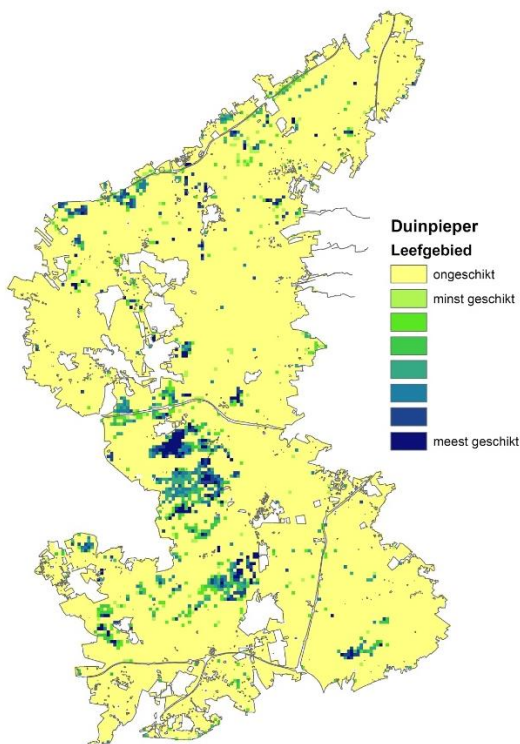 Duinpieper
Leefgebied
ongeschikt
minst geschikt
meest geschikt